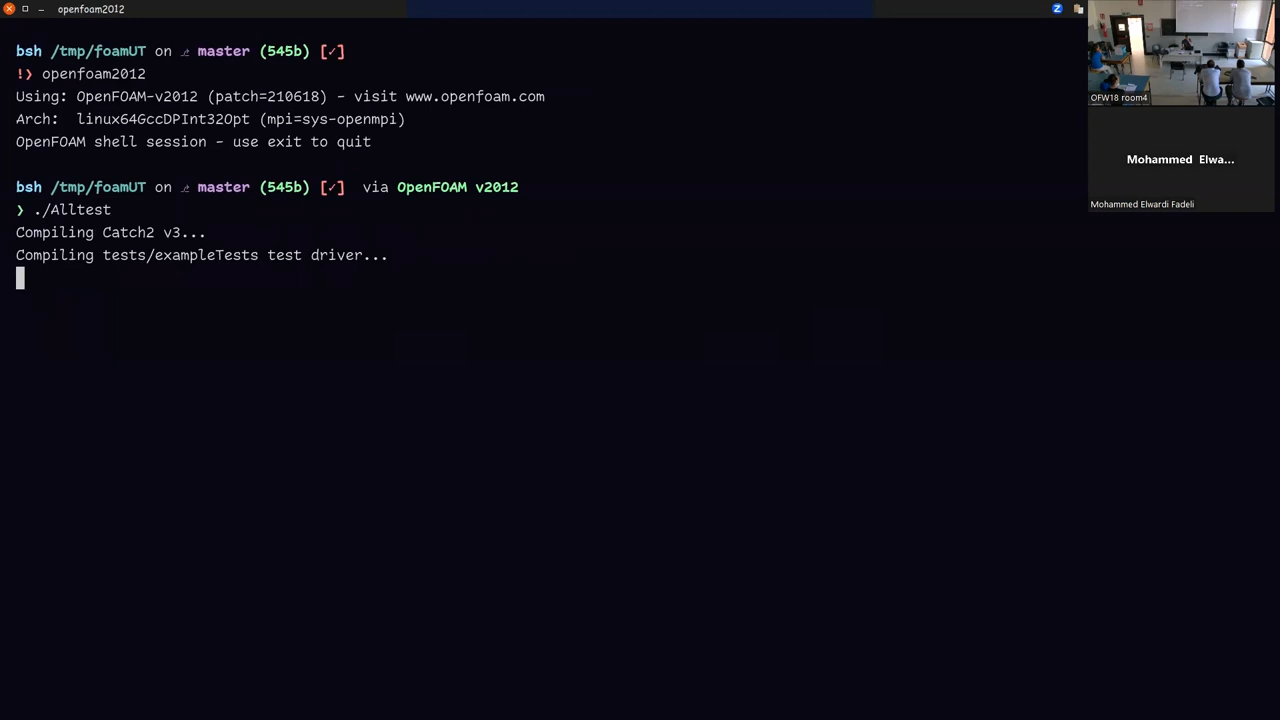 openfoam2012
bsh /tmp/foamUT on master (545b) [✓]
!❯ openfoam2012
Using: OpenFOAM-v2012 (patch=210618) - visit www.openfoam.com
Arch: linux64GccDPInt32Opt (mpi=sys-openmpi)
OpenFOAM shell session - use exit to quit
bsh /tmp/foamUT on master (545b) [✓] via OpenFOAM v2012
❯ ./Alltest
Compiling Catch2 v3...
Compiling tests/exampleTests test driver...
OFW18 room4
Mohammed Elwa...
Mohammed Elwardi Fadeli